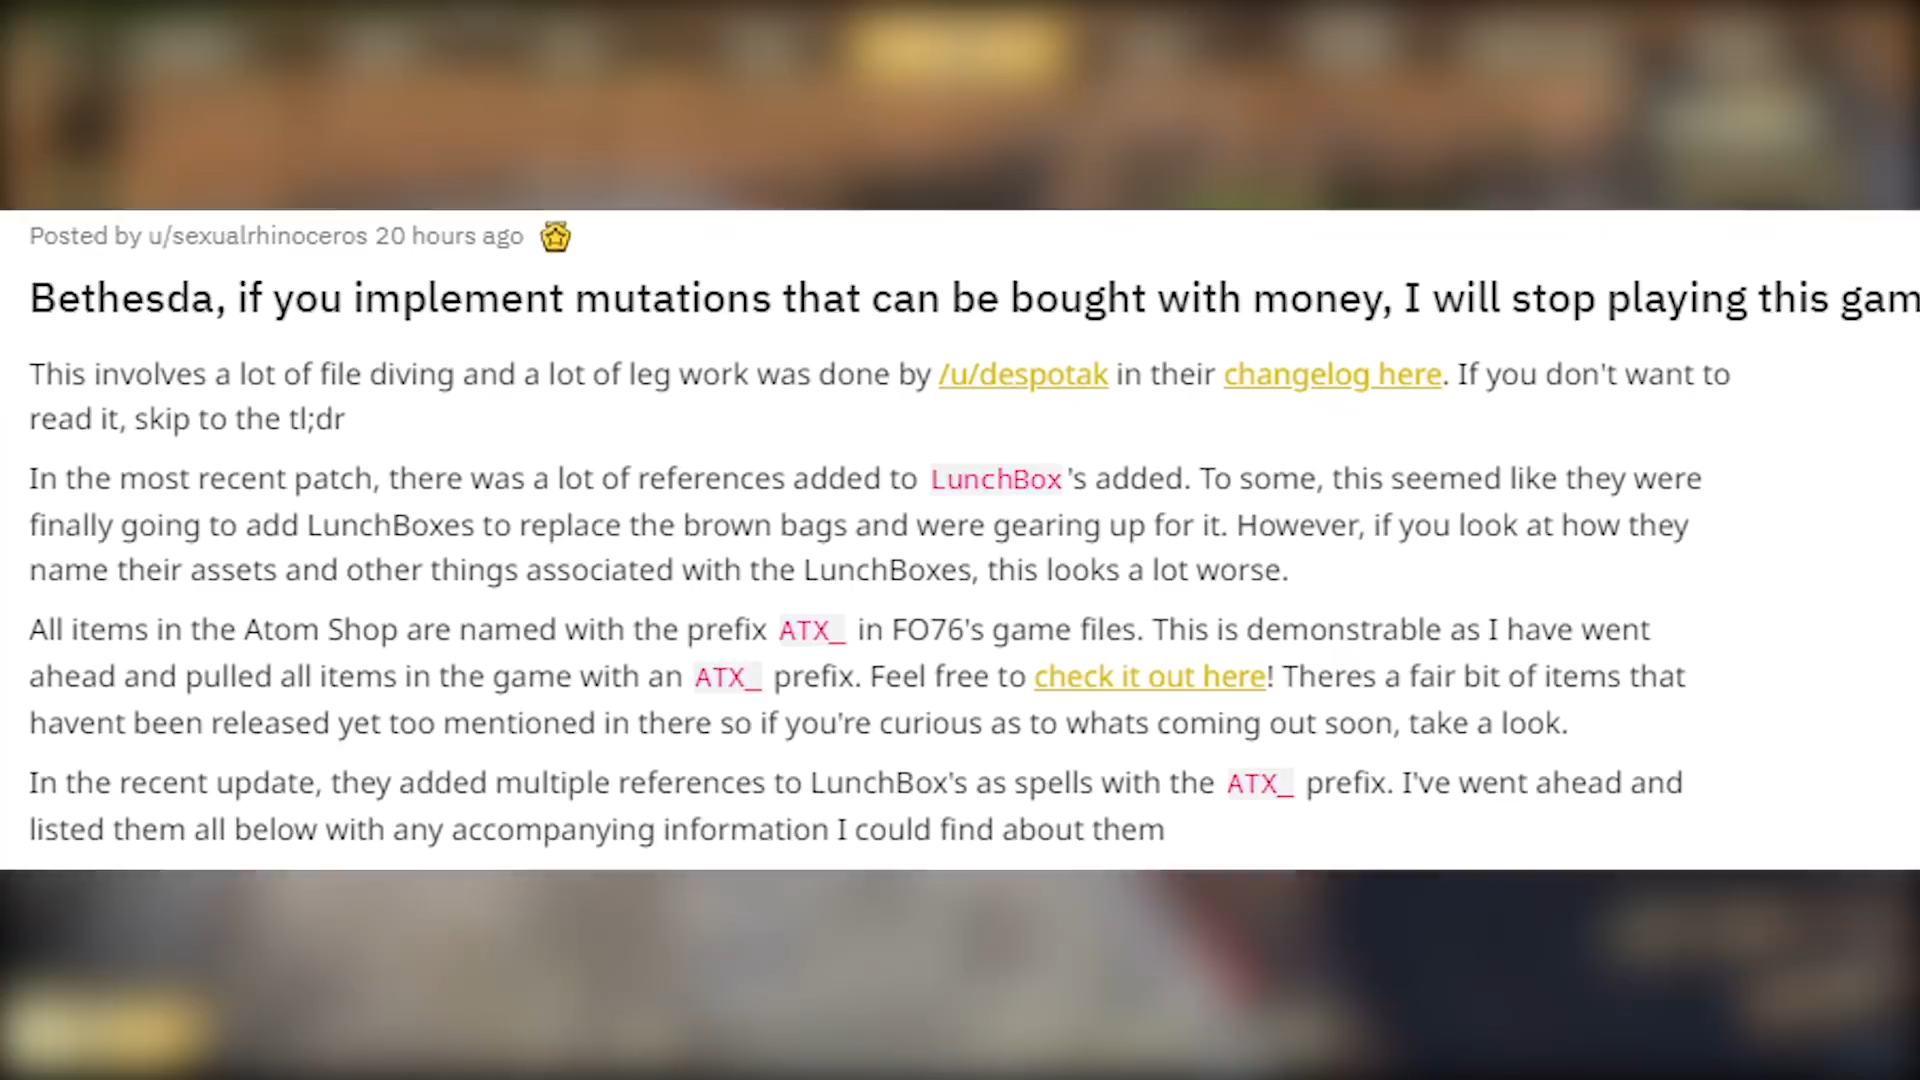 Posted by u/sexualrhinoceros 20 hours ago
Bethesda, if you implement mutations that can be bought with money, I will stop playing this gam
This involves a lot of file diving and a lot of leg work was done by /u/despotak in their changelog here. If you don't want to
read it, skip to the tl;dr
In the most recent patch, there was a lot of references added to LunchBox's added. To some, this seemed like they were
finally going to add LunchBoxes to replace the brown bags and were gearing up for it. However, if you look at how they
name their assets and other things associated with the LunchBoxes, this looks a lot worse.
All items in the Atom Shop are named with the prefix ATX_ in FO76's game files. This is demonstrable as I have went
ahead and pulled all items in the game with an ATX_ prefix. Feel free to check it out here! Theres a fair bit of items that
havent been released yet too mentioned in there so if you're curious as to whats coming out soon, take a look.
In the recent update, they added multiple references to LunchBox's as spells with the ATX_ prefix. I've went ahead and
listed them all below with any accompanying information I could find about them